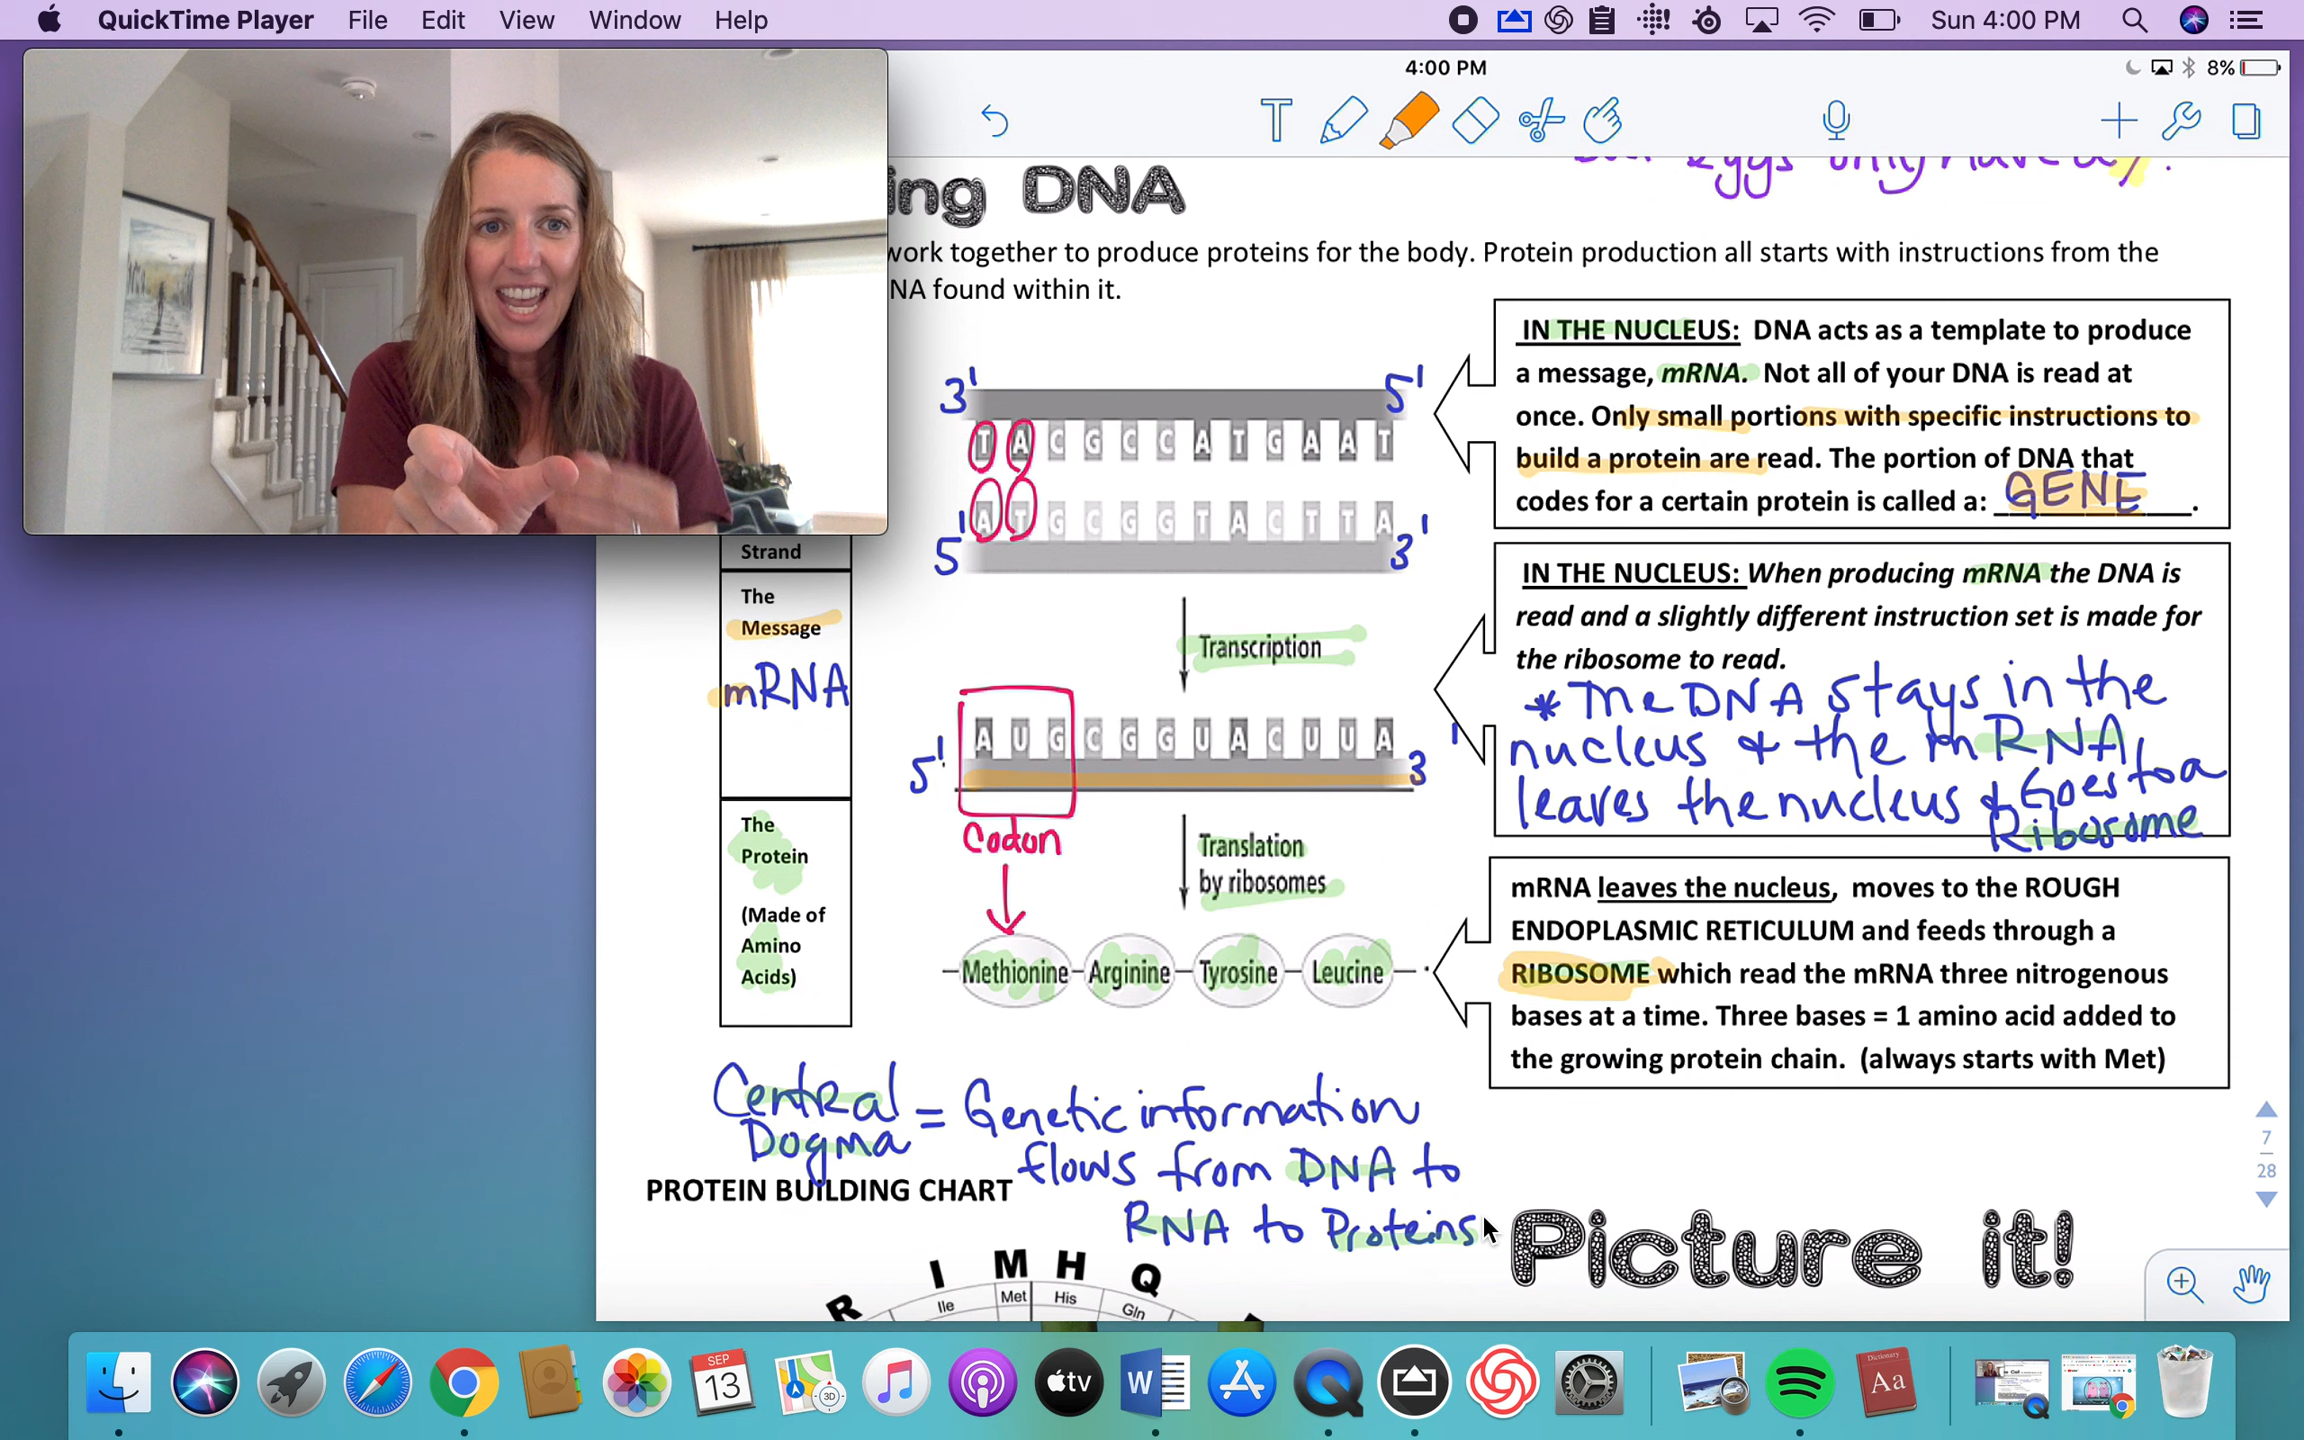 QuickTime Player File Edit View Window Help
Sun 4:00 PM
4:00 PM
8%
T
Eggs only have
ing DNA
work together to produce proteins for the body. Protein production all starts with instructions from the
NA found within it.
3' 5'
T A C G C C A T G A A T
A T G C G G T A C T T A
5' 3'
IN THE NUCLEUS: DNA acts as a template to produce
a message, mRNA. Not all of your DNA is read at
once. Only small portions with specific instructions to
build a protein are read. The portion of DNA that
codes for a certain protein is called a: GENE.
Strand
The
Message
mRNA
Transcription
5' A U G C G G U A C U U A 3'
Codon
IN THE NUCLEUS: When producing mRNA the DNA is
read and a slightly different instruction set is made for
the ribosome to read.
* The DNA stays in the
nucleus & the mRNA
leaves the nucleus & Goes to a
Ribosome
The
Protein
(Made of
Amino
Acids)
Translation
by ribosomes
Methionine Arginine Tyrosine Leucine
mRNA leaves the nucleus, moves to the ROUGH
ENDOPLASMIC RETICULUM and feeds through a
RIBOSOME which read the mRNA three nitrogenous
bases at a time. Three bases = 1 amino acid added to
the growing protein chain. (always starts with Met)
Central
Dogma = Genetic information
flows from DNA to
RNA to Proteins
PROTEIN BUILDING CHART
Picture it!
7
28
R I M H Q
Ile Met His Gln
SEP
13
3D
tv
W
Dictionary
Aa